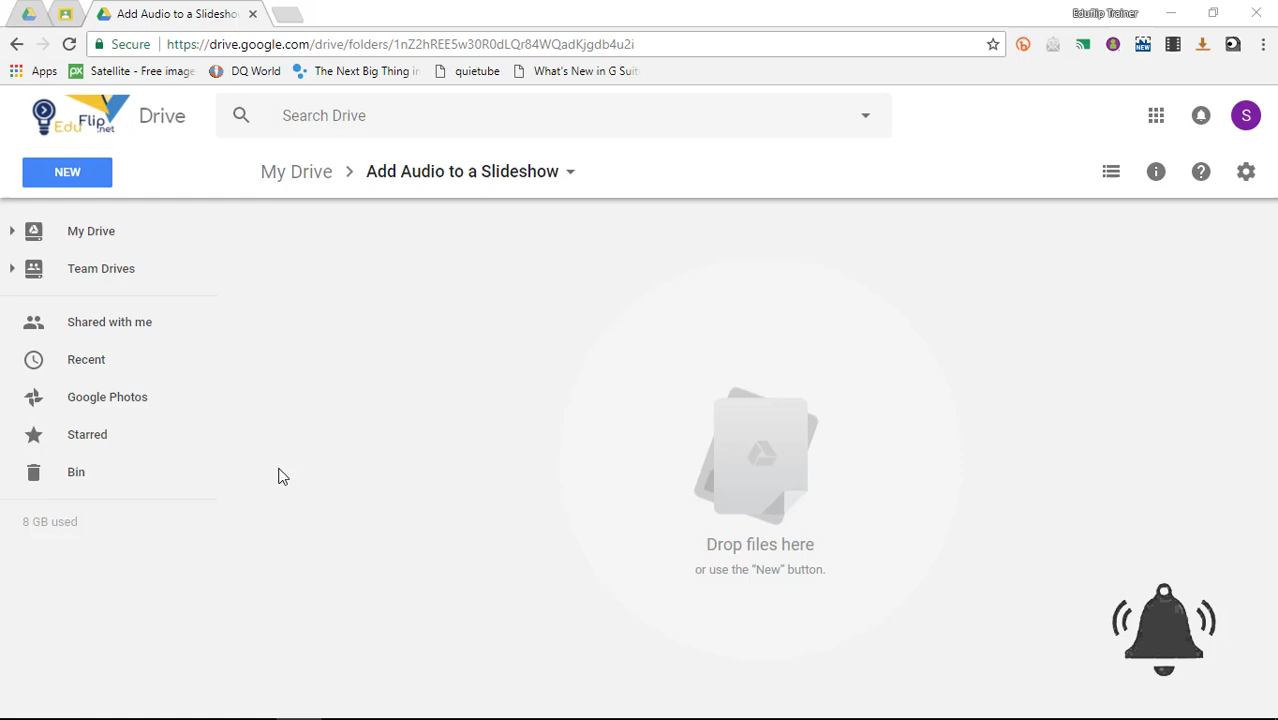 Add Audio to a Slidesho
Eduflip Trainer
Secure
https://drive.google.com/drive/folders/1nZ2hREE5w30R0dLQr84WQadKjgdb4u2i
Apps
Satellite - Free image
DQ World
The Next Big Thing i
quietube
What's New in G Suit
EduFlip.net
Drive
Search Drive
S
NEW
My Drive
Add Audio to a Slideshow
My Drive
Team Drives
Shared with me
Recent
Google Photos
Starred
Bin
8 GB used
Drop files here
or use the “New” button.